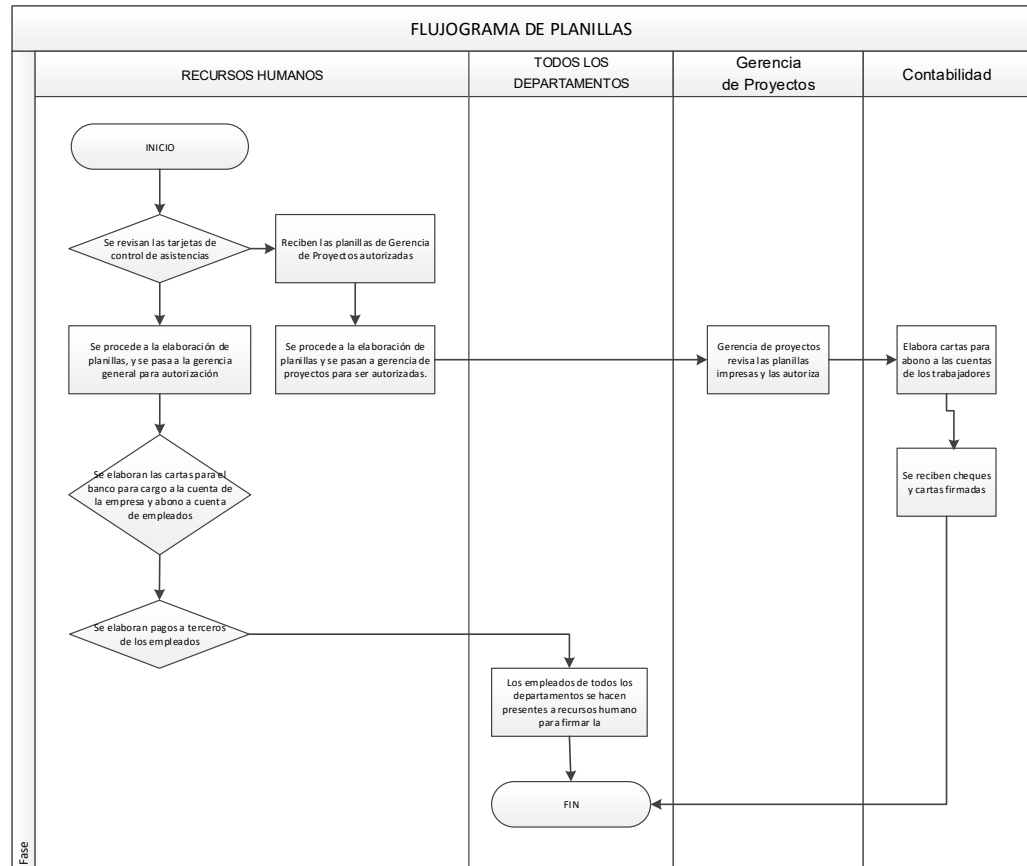 FLUJOGRAMA DE PLANILLAS
RECURSOS HUMANOS
TODOS LOS
DEPARTAMENTOS
Gerencia
de Proyectos
Contabilidad
INICIO
Se revisan las tarjetas de
control de asistencias
Reciben las planillas de Gerencia
de Proyectos autorizadas
Se procede a la elaboración de
planillas, y se pasa a la gerencia
general para autorización
Se procede a la elaboración de
planillas y se pasan a gerencia de
proyectos para ser autorizadas.
Gerencia de proyectos
revisa las planillas
impresas y las autoriza
Elabora cartas para
abono a las cuentas
de los trabajadores
Se elaboran las cartas para el
banco para cargo a la cuenta de
la empresa y abono a cuenta
de empleados
Se reciben cheques
y cartas firmadas
Se elaboran pagos a terceros
de los empleados
Los empleados de todos los
departamentos se hacen
presentes a recursos humano
para firmar la
FIN
Fase